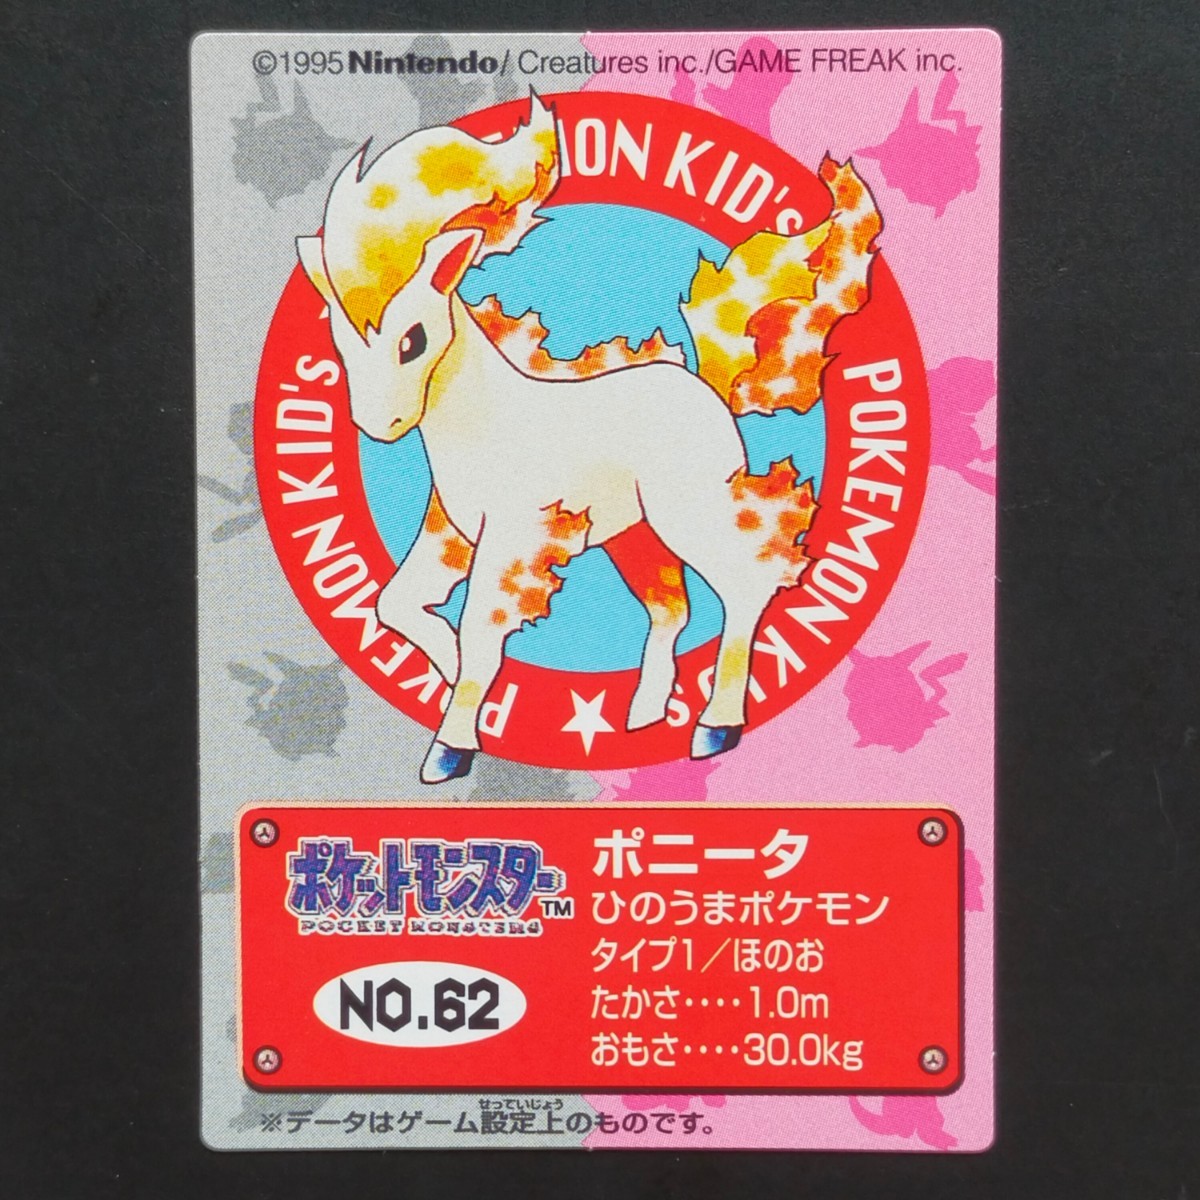 ©1995 Nintendo/Creatures inc./GAME FREAK inc.
POKEMON KID's
POKEMON KID's
MON KID's
ポケットモンスター TM
POCKET MONSTERS
NO.62
ポニータ
ひのうまポケモン
タイプ1/ほのお
たかさ････1.0m
おもさ････30.0kg
せっていじょう
※データはゲーム設定上のものです。